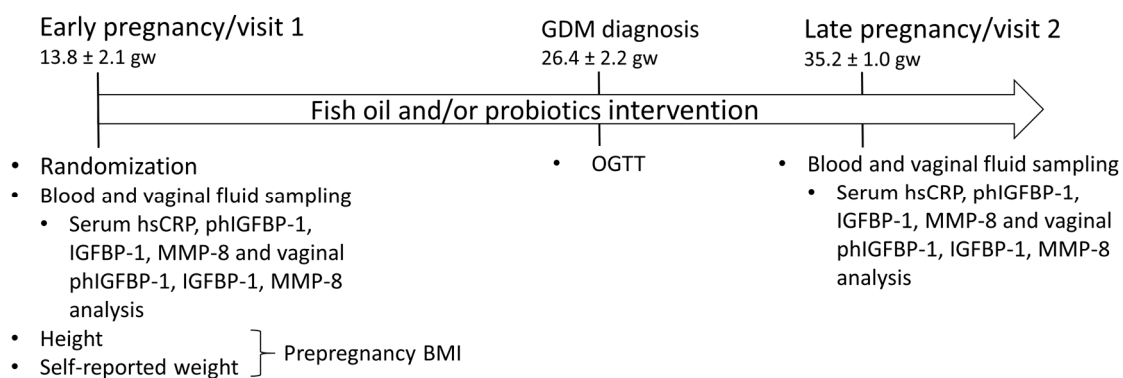 Early pregnancy/visit 1
13.8 ± 2.1 gw
GDM diagnosis
26.4 ± 2.2 gw
Late pregnancy/visit 2
35.2 ± 1.0 gw
Fish oil and/or probiotics intervention
• Randomization
• Blood and vaginal fluid sampling
• Serum hsCRP, phIGFBP-1,
IGFBP-1, MMP-8 and vaginal
phIGFBP-1, IGFBP-1, MMP-8
analysis
• Height
• Self-reported weight
Prepregnancy BMI
• OGTT
• Blood and vaginal fluid sampling
• Serum hsCRP, phIGFBP-1,
IGFBP-1, MMP-8 and vaginal
phIGFBP-1, IGFBP-1, MMP-8
analysis